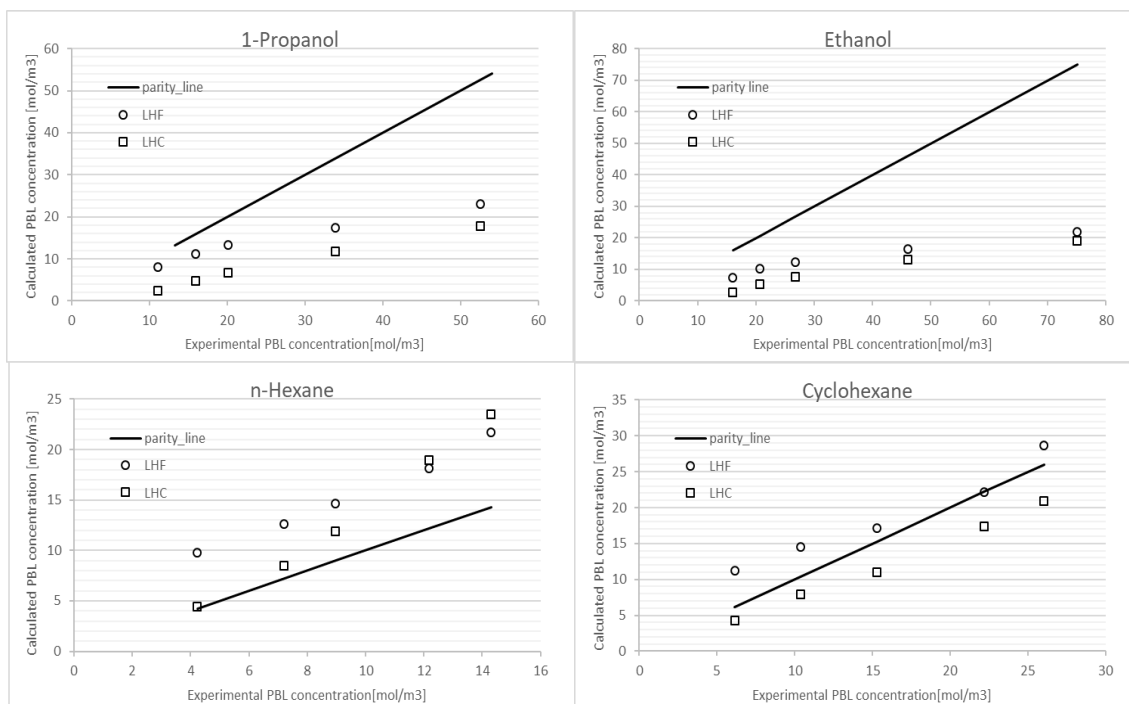 1-Propanol
Calculated PBL concentration [mol/m3]
60
50
40
30
20
10
0
parity_line
LHF
LHC
0 10 20 30 40 50 60
Experimental PBL concentration[mol/m3]
Ethanol
Calculated PBL concentration [mol/m3]
80
70
60
50
40
30
20
10
0
parity line
LHF
LHC
0 10 20 30 40 50 60 70 80
Experimental PBL concentration[mol/m3]
n-Hexane
Calculated PBL concentration [mol/m3]
25
20
15
10
5
0
parity_line
LHF
LHC
0 2 4 6 8 10 12 14 16
Experimental PBL concentration[mol/m3]
Cyclohexane
Calculated PBL concentration [mol/m3]
35
30
25
20
15
10
5
0
parity_line
LHF
LHC
0 5 10 15 20 25 30
Experimental PBL concentration[mol/m3]